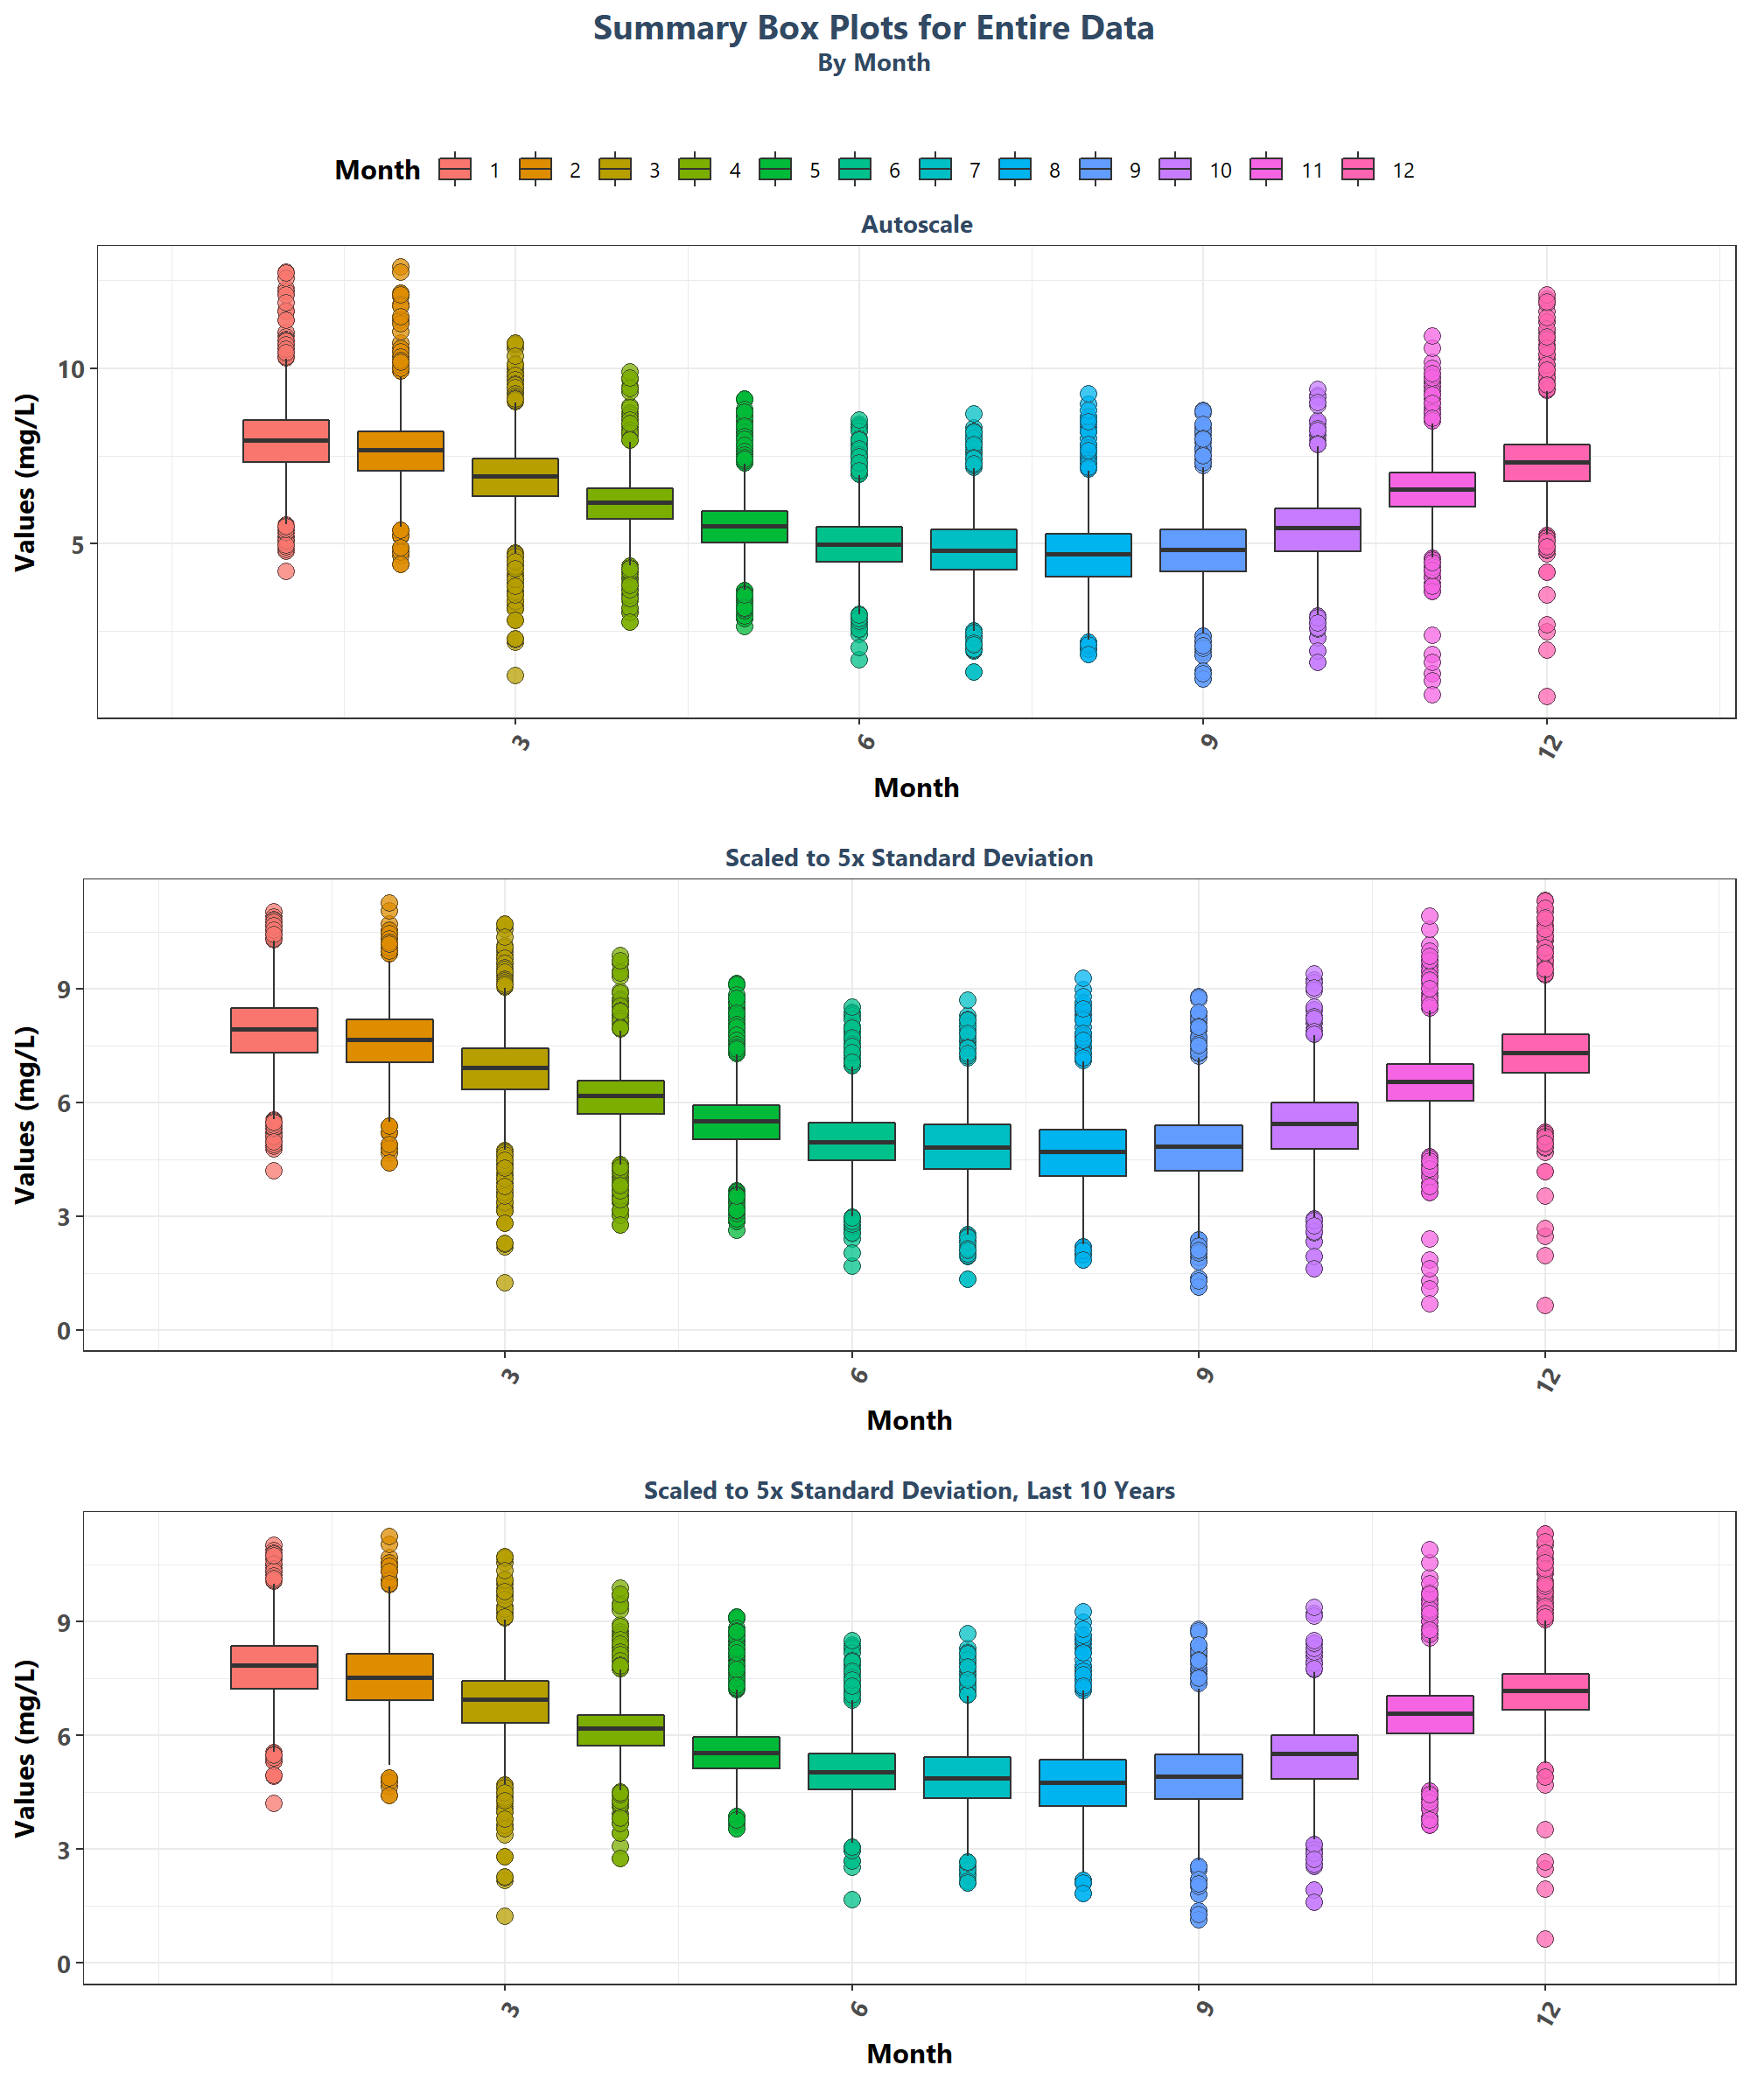 Summary Box Plots for Entire Data
By Month
Month 1 2 3 4 5 6 7 8 9 10 11 12
Autoscale
Values (mg/L)
10
5
3 6 9 12
Month
Scaled to 5x Standard Deviation
Values (mg/L)
9
6
3
0
3 6 9 12
Month
Scaled to 5x Standard Deviation, Last 10 Years
Values (mg/L)
9
6
3
0
3 6 9 12
Month